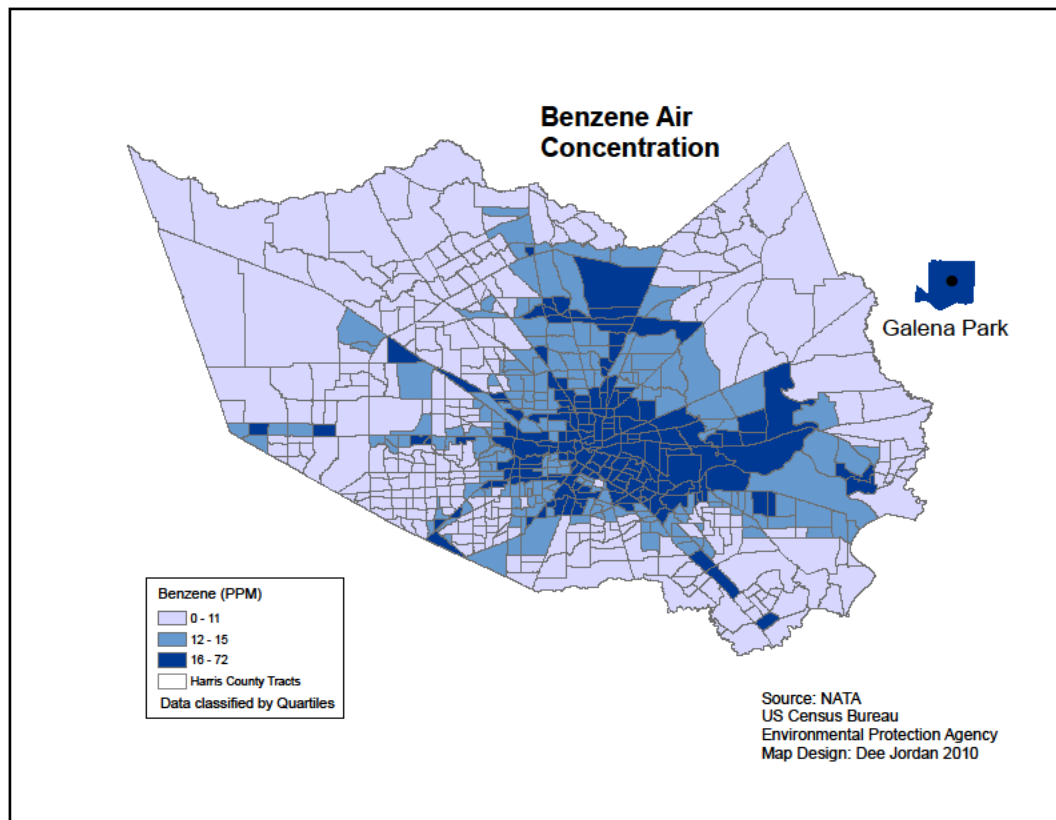 Benzene Air
Concentration
Galena Park
Benzene (PPM)
0 - 11
12 - 15
16 - 72
Harris County Tracts
Data classified by Quartiles
Source: NATA
US Census Bureau
Environmental Protection Agency
Map Design: Dee Jordan 2010